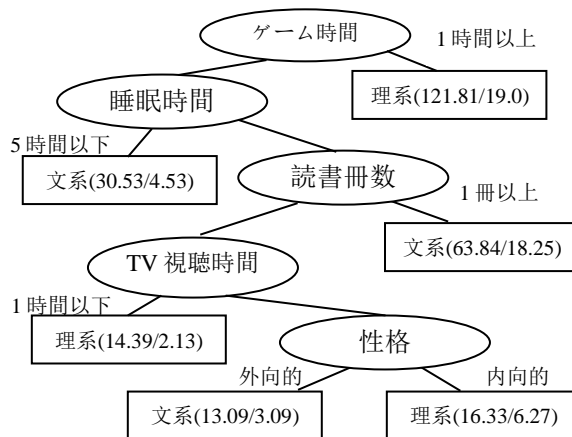 ゲーム時間
1時間以上
理系(121.81/19.0)
睡眠時間
5時間以下
文系(30.53/4.53)
読書冊数
1冊以上
文系(63.84/18.25)
TV視聴時間
1時間以下
理系(14.39/2.13)
性格
外向的
内向的
文系(13.09/3.09)
理系(16.33/6.27)